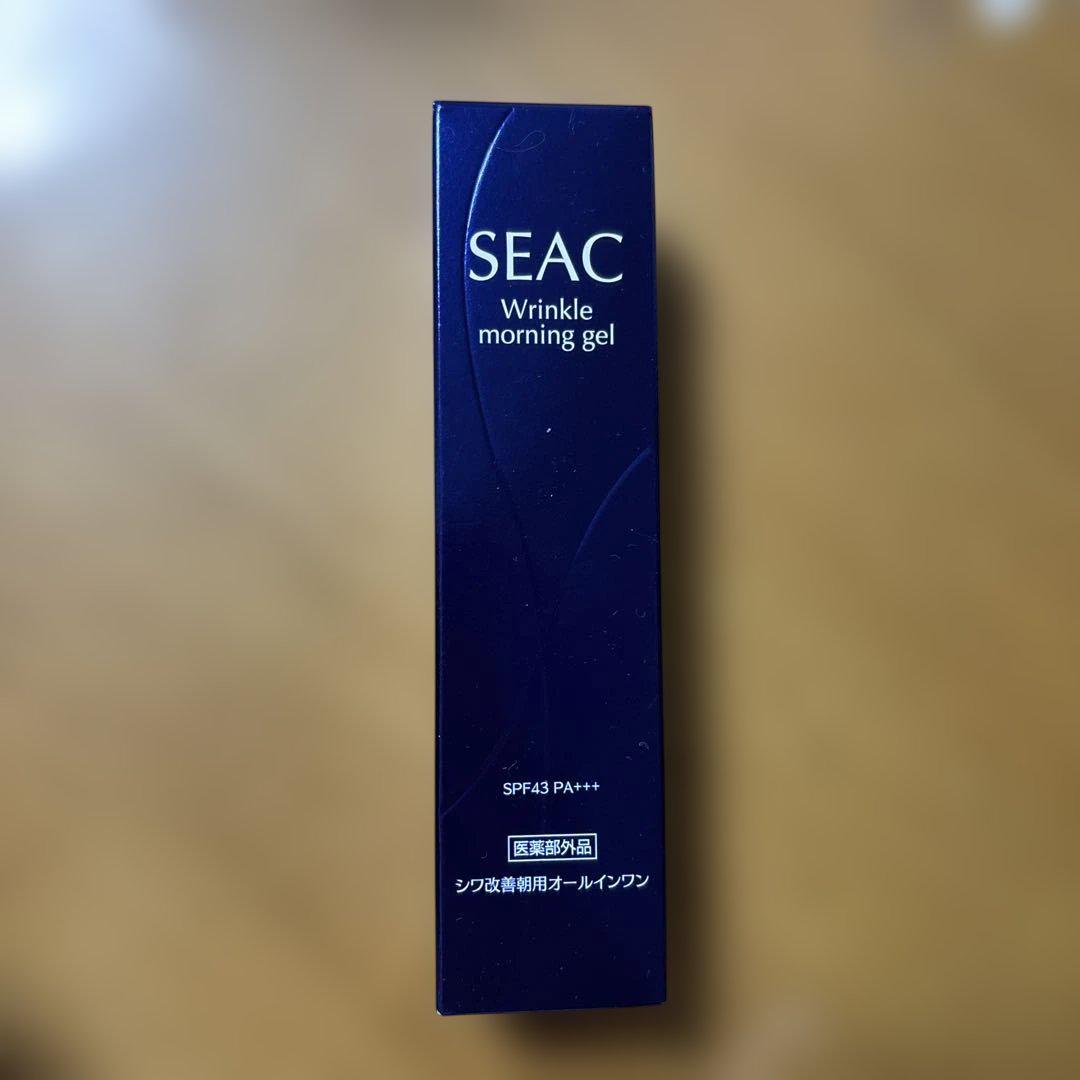 SEAC
Wrinkle
morning gel
SPF43 PA+++
医薬部外品
シワ改善朝用オールインワン